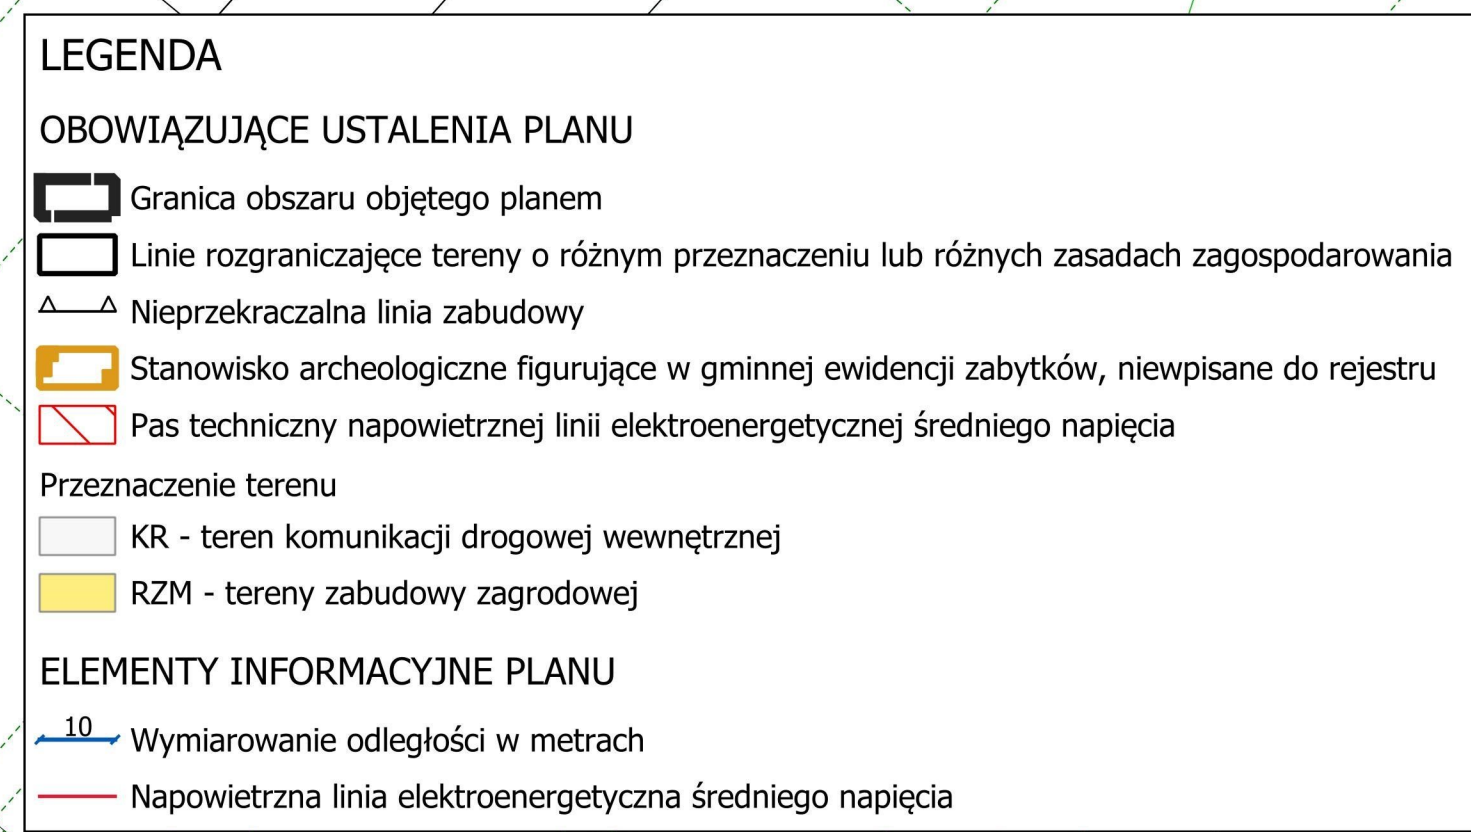 LEGENDA
OBOWIĄZUJĄCE USTALENIA PLANU
Granica obszaru objętego planem
Linie rozgraniczajęce tereny o różnym przeznaczeniu lub różnych zasadach zagospodarowania
Nieprzekraczalna linia zabudowy
Stanowisko archeologiczne figurujące w gminnej ewidencji zabytków, niewpisane do rejestru
Pas techniczny napowietrznej linii elektroenergetycznej średniego napięcia
Przeznaczenie terenu
KR - teren komunikacji drogowej wewnętrznej
RZM - tereny zabudowy zagrodowej
ELEMENTY INFORMACYJNE PLANU
10 Wymiarowanie odległości w metrach
Napowietrzna linia elektroenergetyczna średniego napięcia